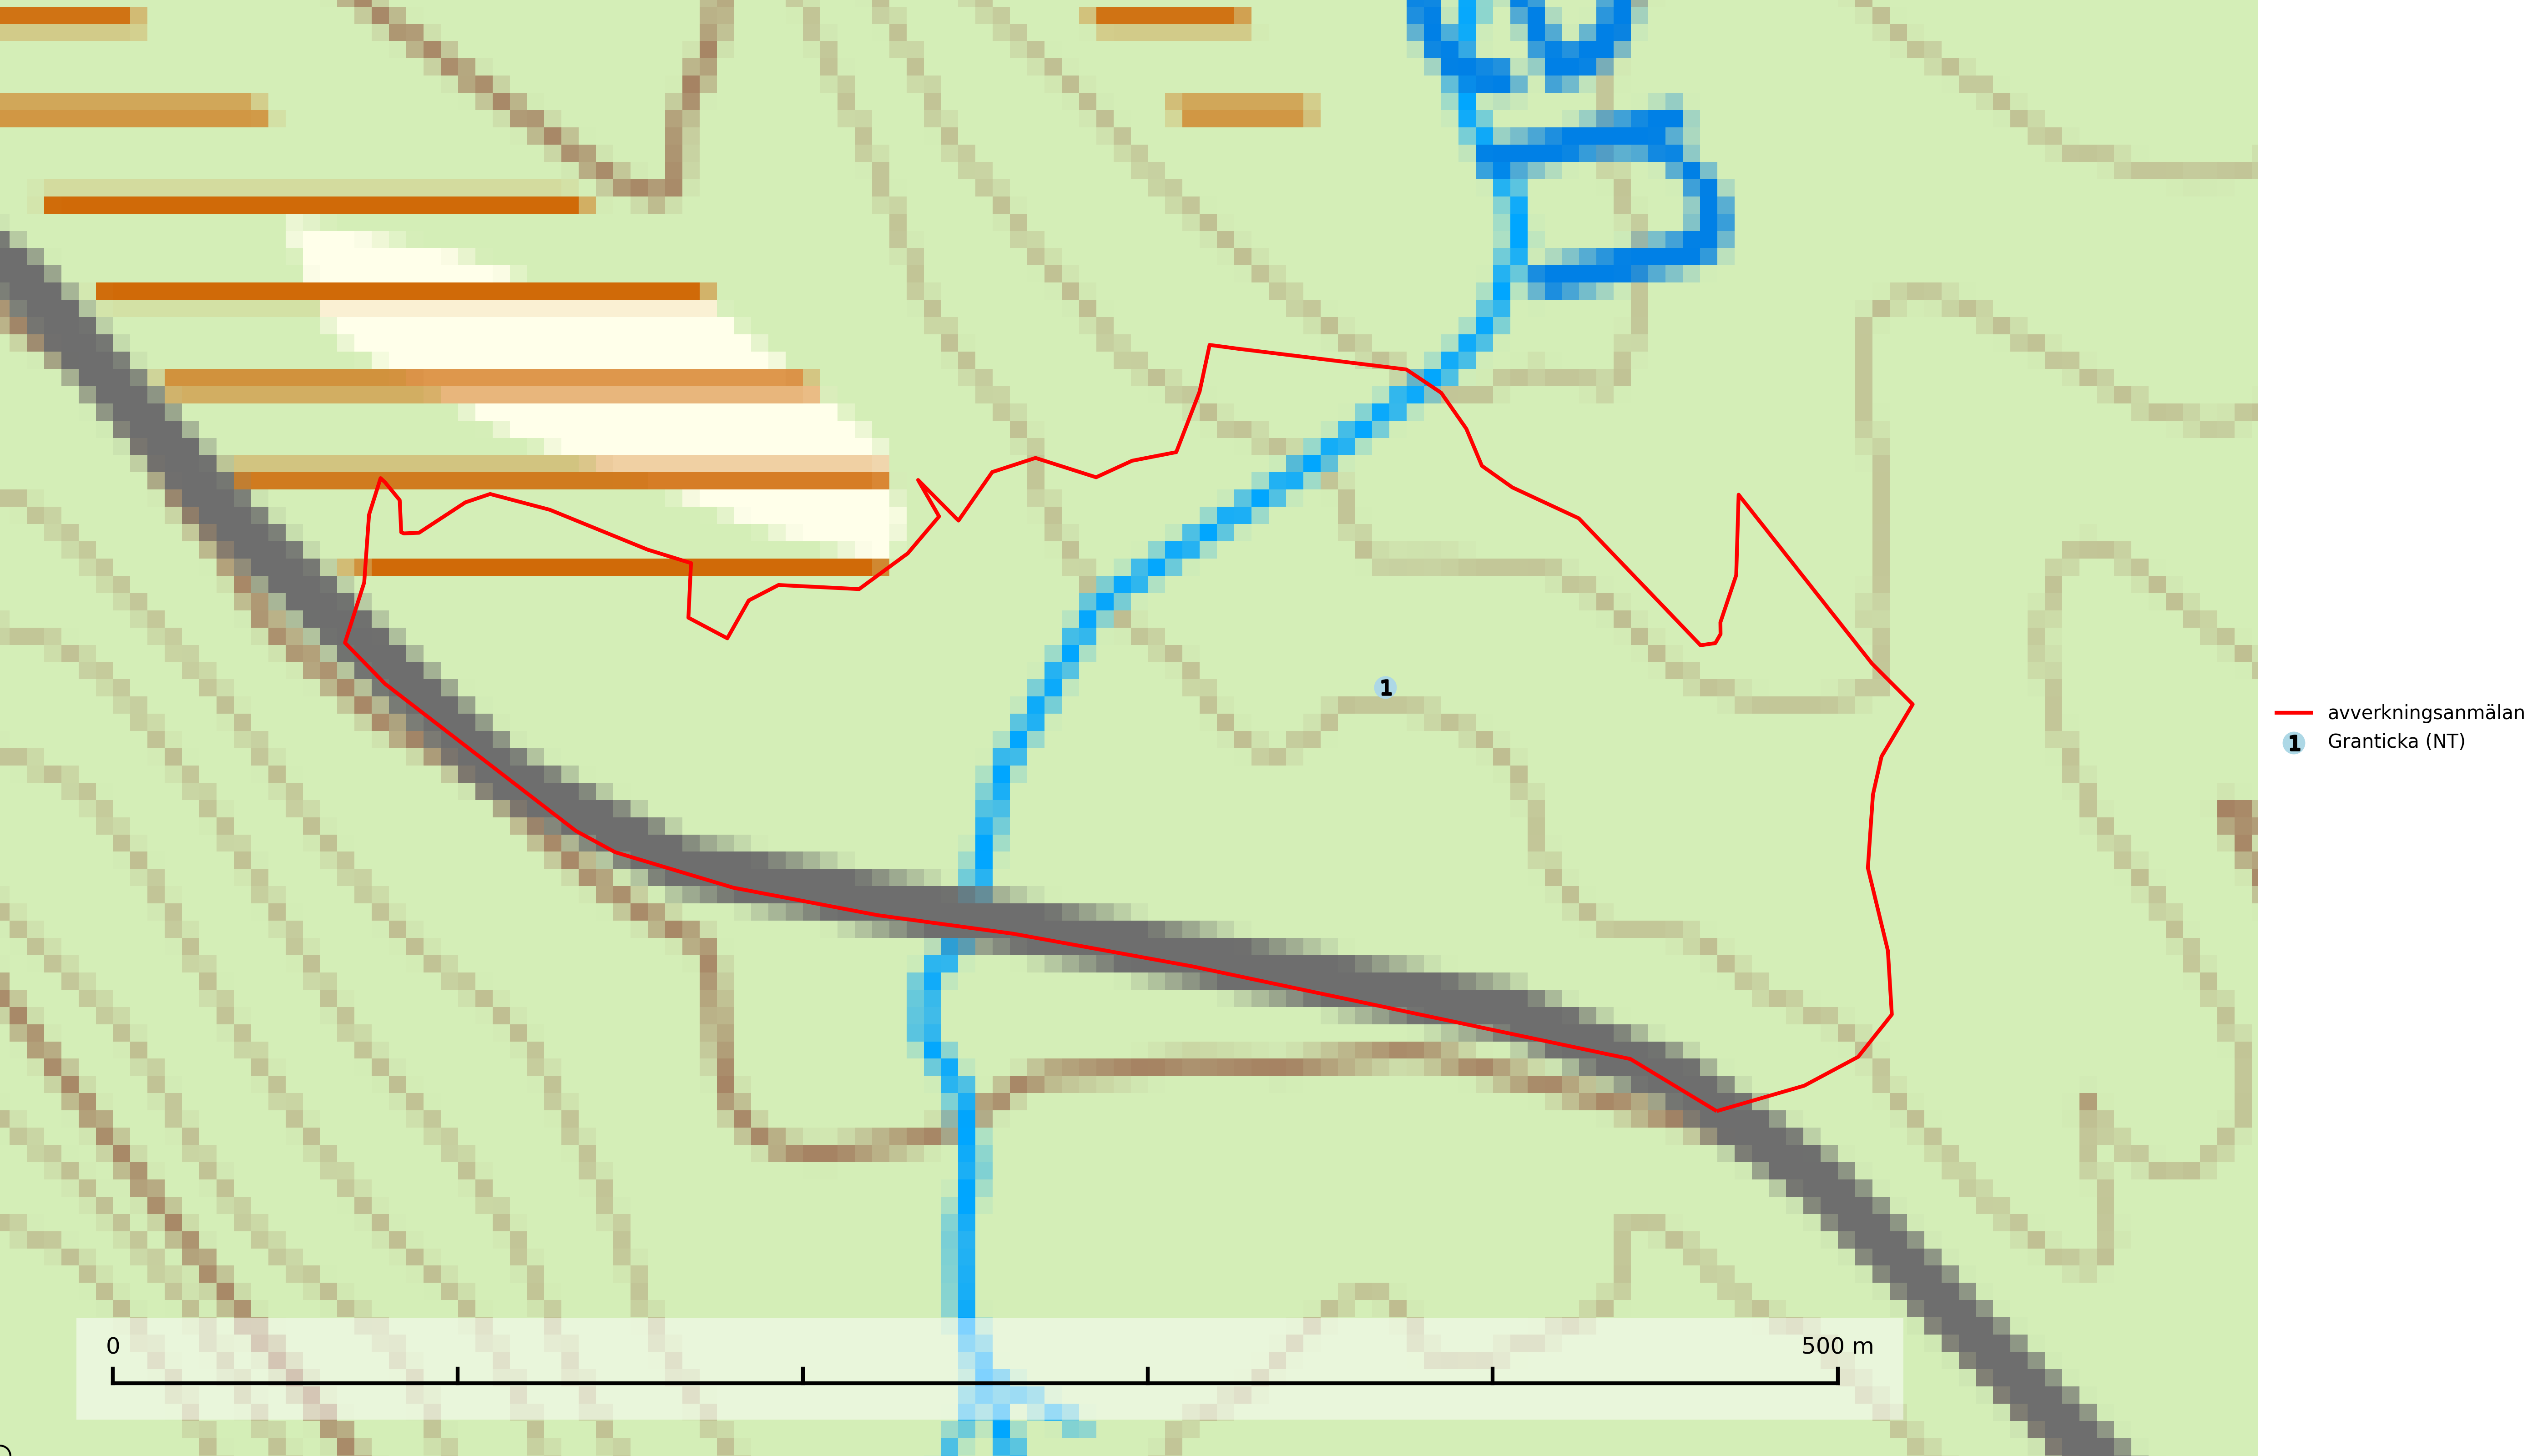 1
0
500 m
avverkningsanmälan
1 Granticka (NT)